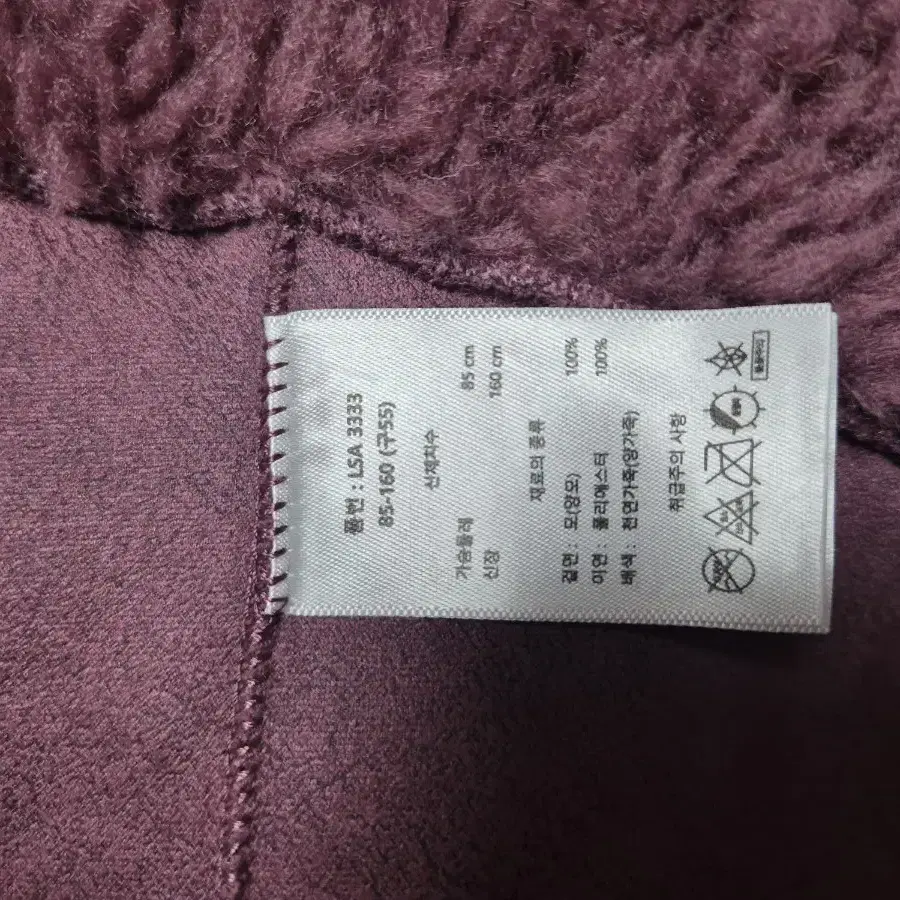 품번 : LSA 3333
85-160 (구55)
신체치수
가슴둘레 85 cm
신장 160 cm
재료의 종류
겉면 : 모(양모) 100%
이면 : 폴리에스터 100%
배색 : 천연가죽(양가죽)
취급주의 사항